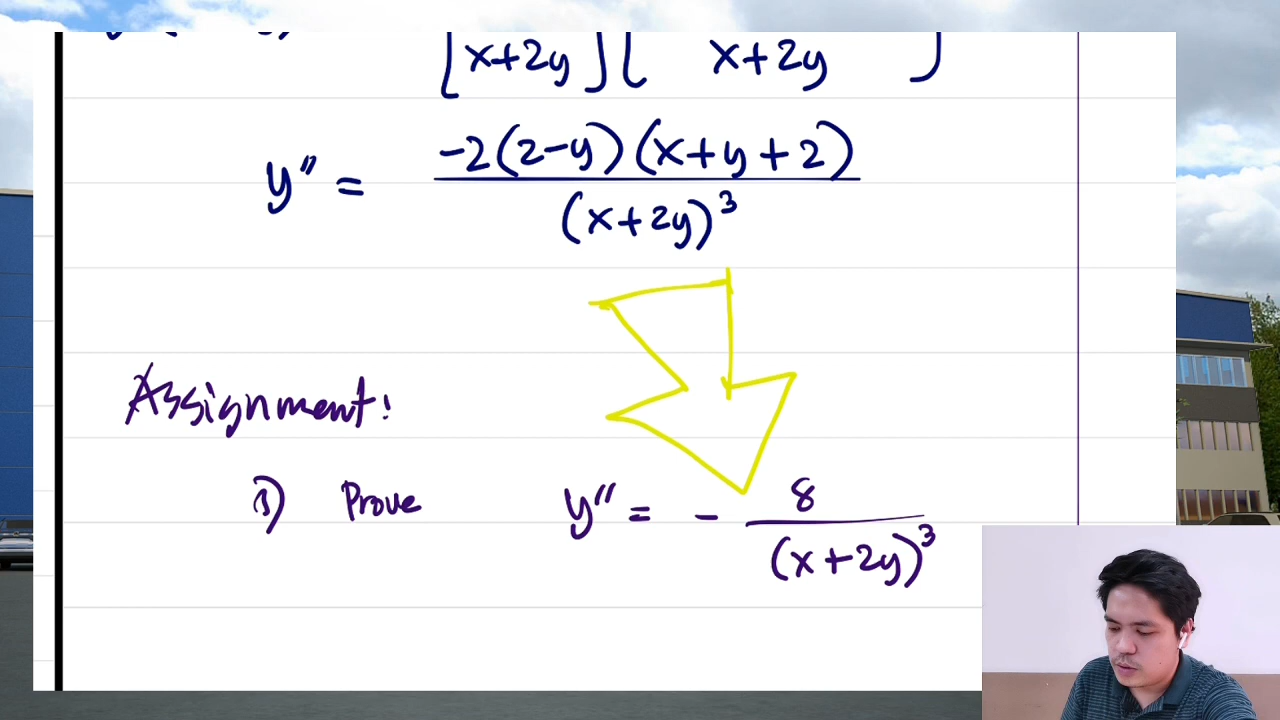 [x+2y][ x+2y ]
y'' = -2(2-y)(x+y+2)
(x+2y)³
Assignment:
1) Prove y'' = - 8
(x+2y)³